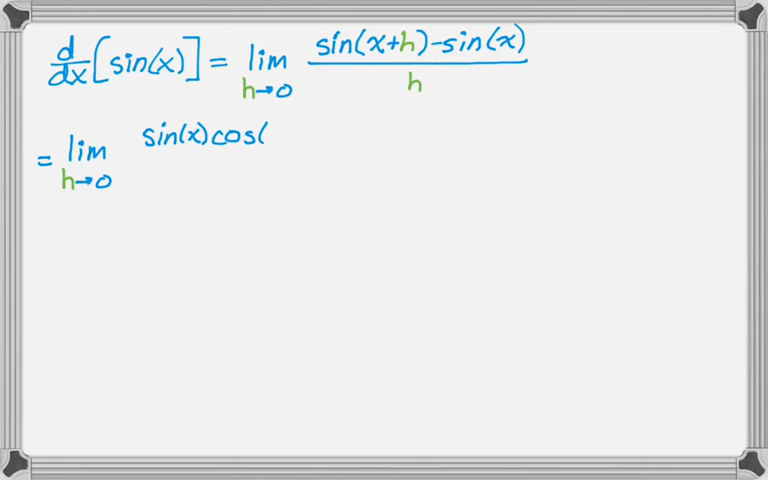 d/dx [sin(x)] = lim h→0 (sin(x+h)-sin(x))/h
= lim h→0 sin(x)cos(